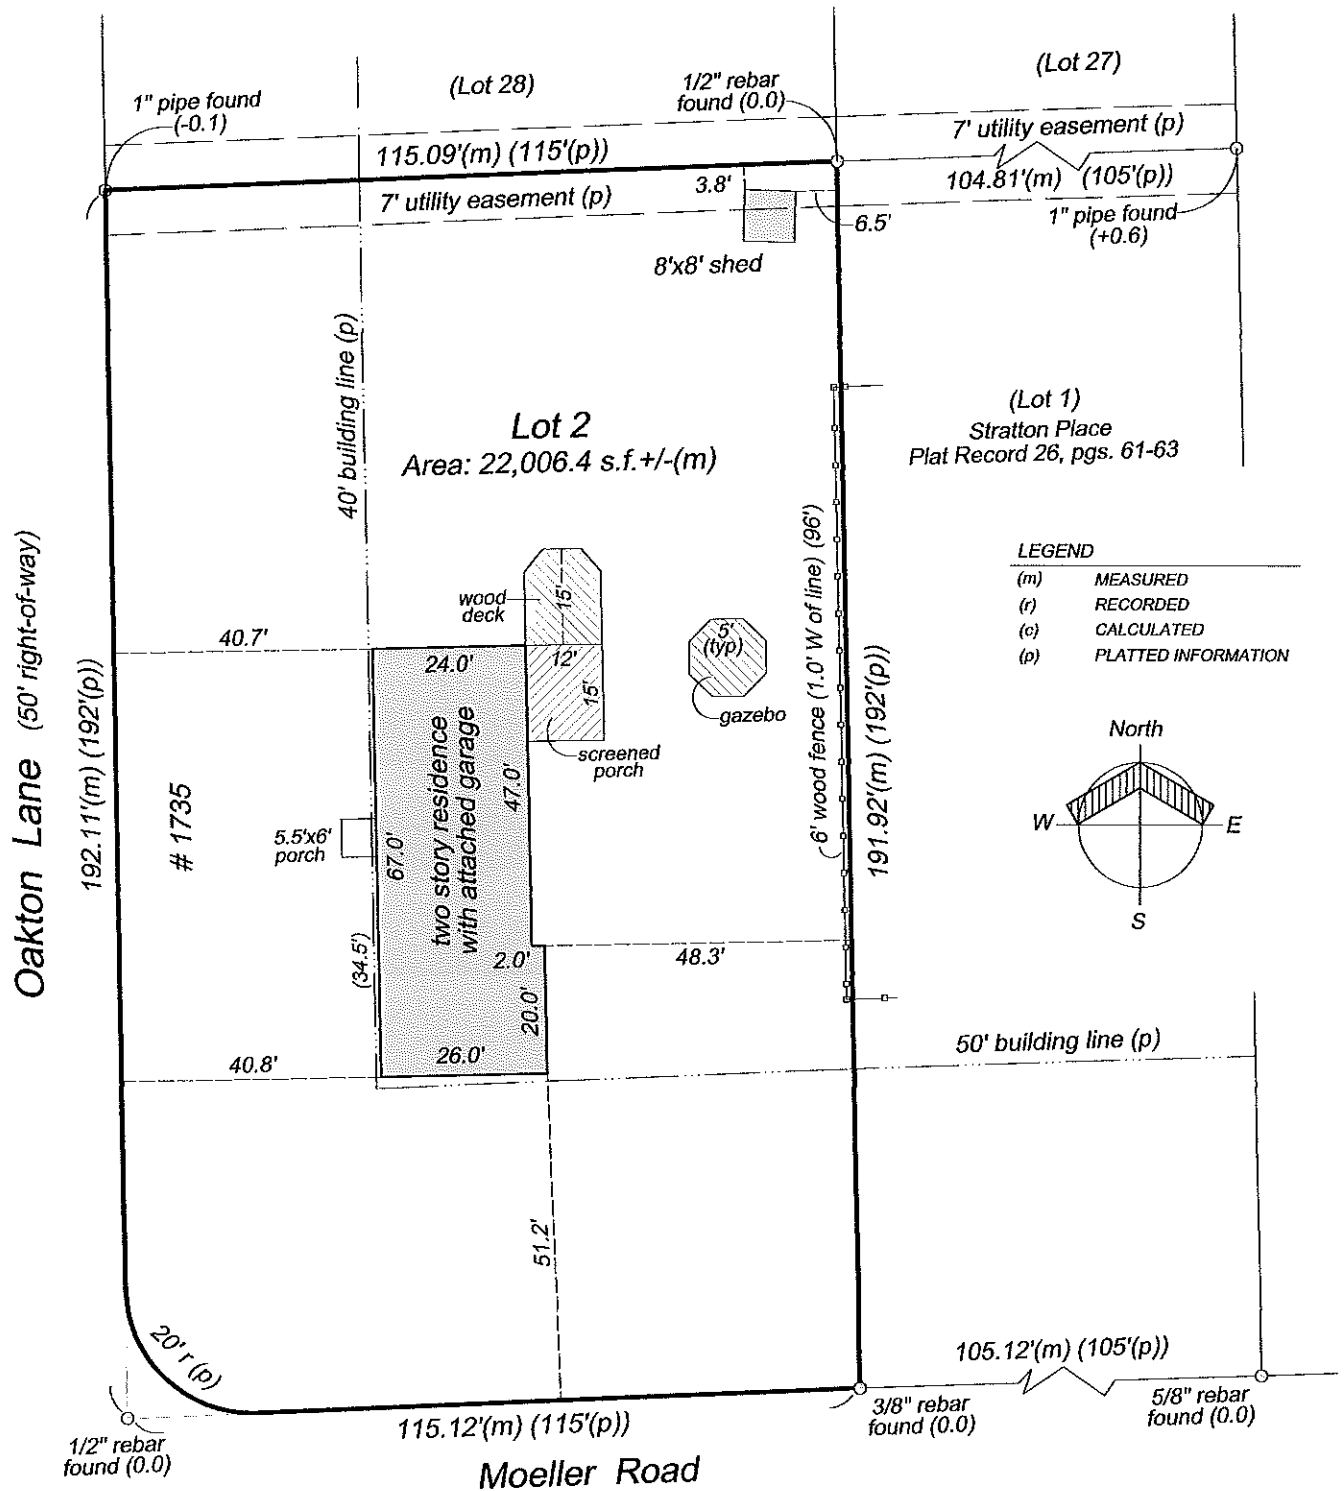 (Lot 28)
(Lot 27)
1" pipe found
(-0.1)
1/2" rebar
found (0.0)
7' utility easement (p)
115.09'(m) (115'(p))
104.81'(m) (105'(p))
7' utility easement (p)
3.8'
6.5'
1" pipe found
(+0.6)
8'x8' shed
40' building line (p)
Lot 2
Area: 22,006.4 s.f.+/-(m)
(Lot 1)
Stratton Place
Plat Record 26, pgs. 61-63
6' wood fence (1.0' W of line) (96')
LEGEND
(m) MEASURED
(r) RECORDED
(c) CALCULATED
(p) PLATTED INFORMATION
Oakton Lane (50' right-of-way)
192.11'(m) (192'(p))
# 1735
40.7'
wood
deck
15'
24.0'
12'
15'
5'
(typ)
gazebo
screened
porch
191.92'(m) (192'(p))
North
W
E
S
two story residence
with attached garage
47.0'
67.0'
5.5'x6'
porch
(34.5')
2.0'
48.3'
20.0'
26.0'
40.8'
50' building line (p)
51.2'
20' r (p)
115.12'(m) (115'(p))
105.12'(m) (105'(p))
1/2" rebar
found (0.0)
3/8" rebar
found (0.0)
5/8" rebar
found (0.0)
Moeller Road